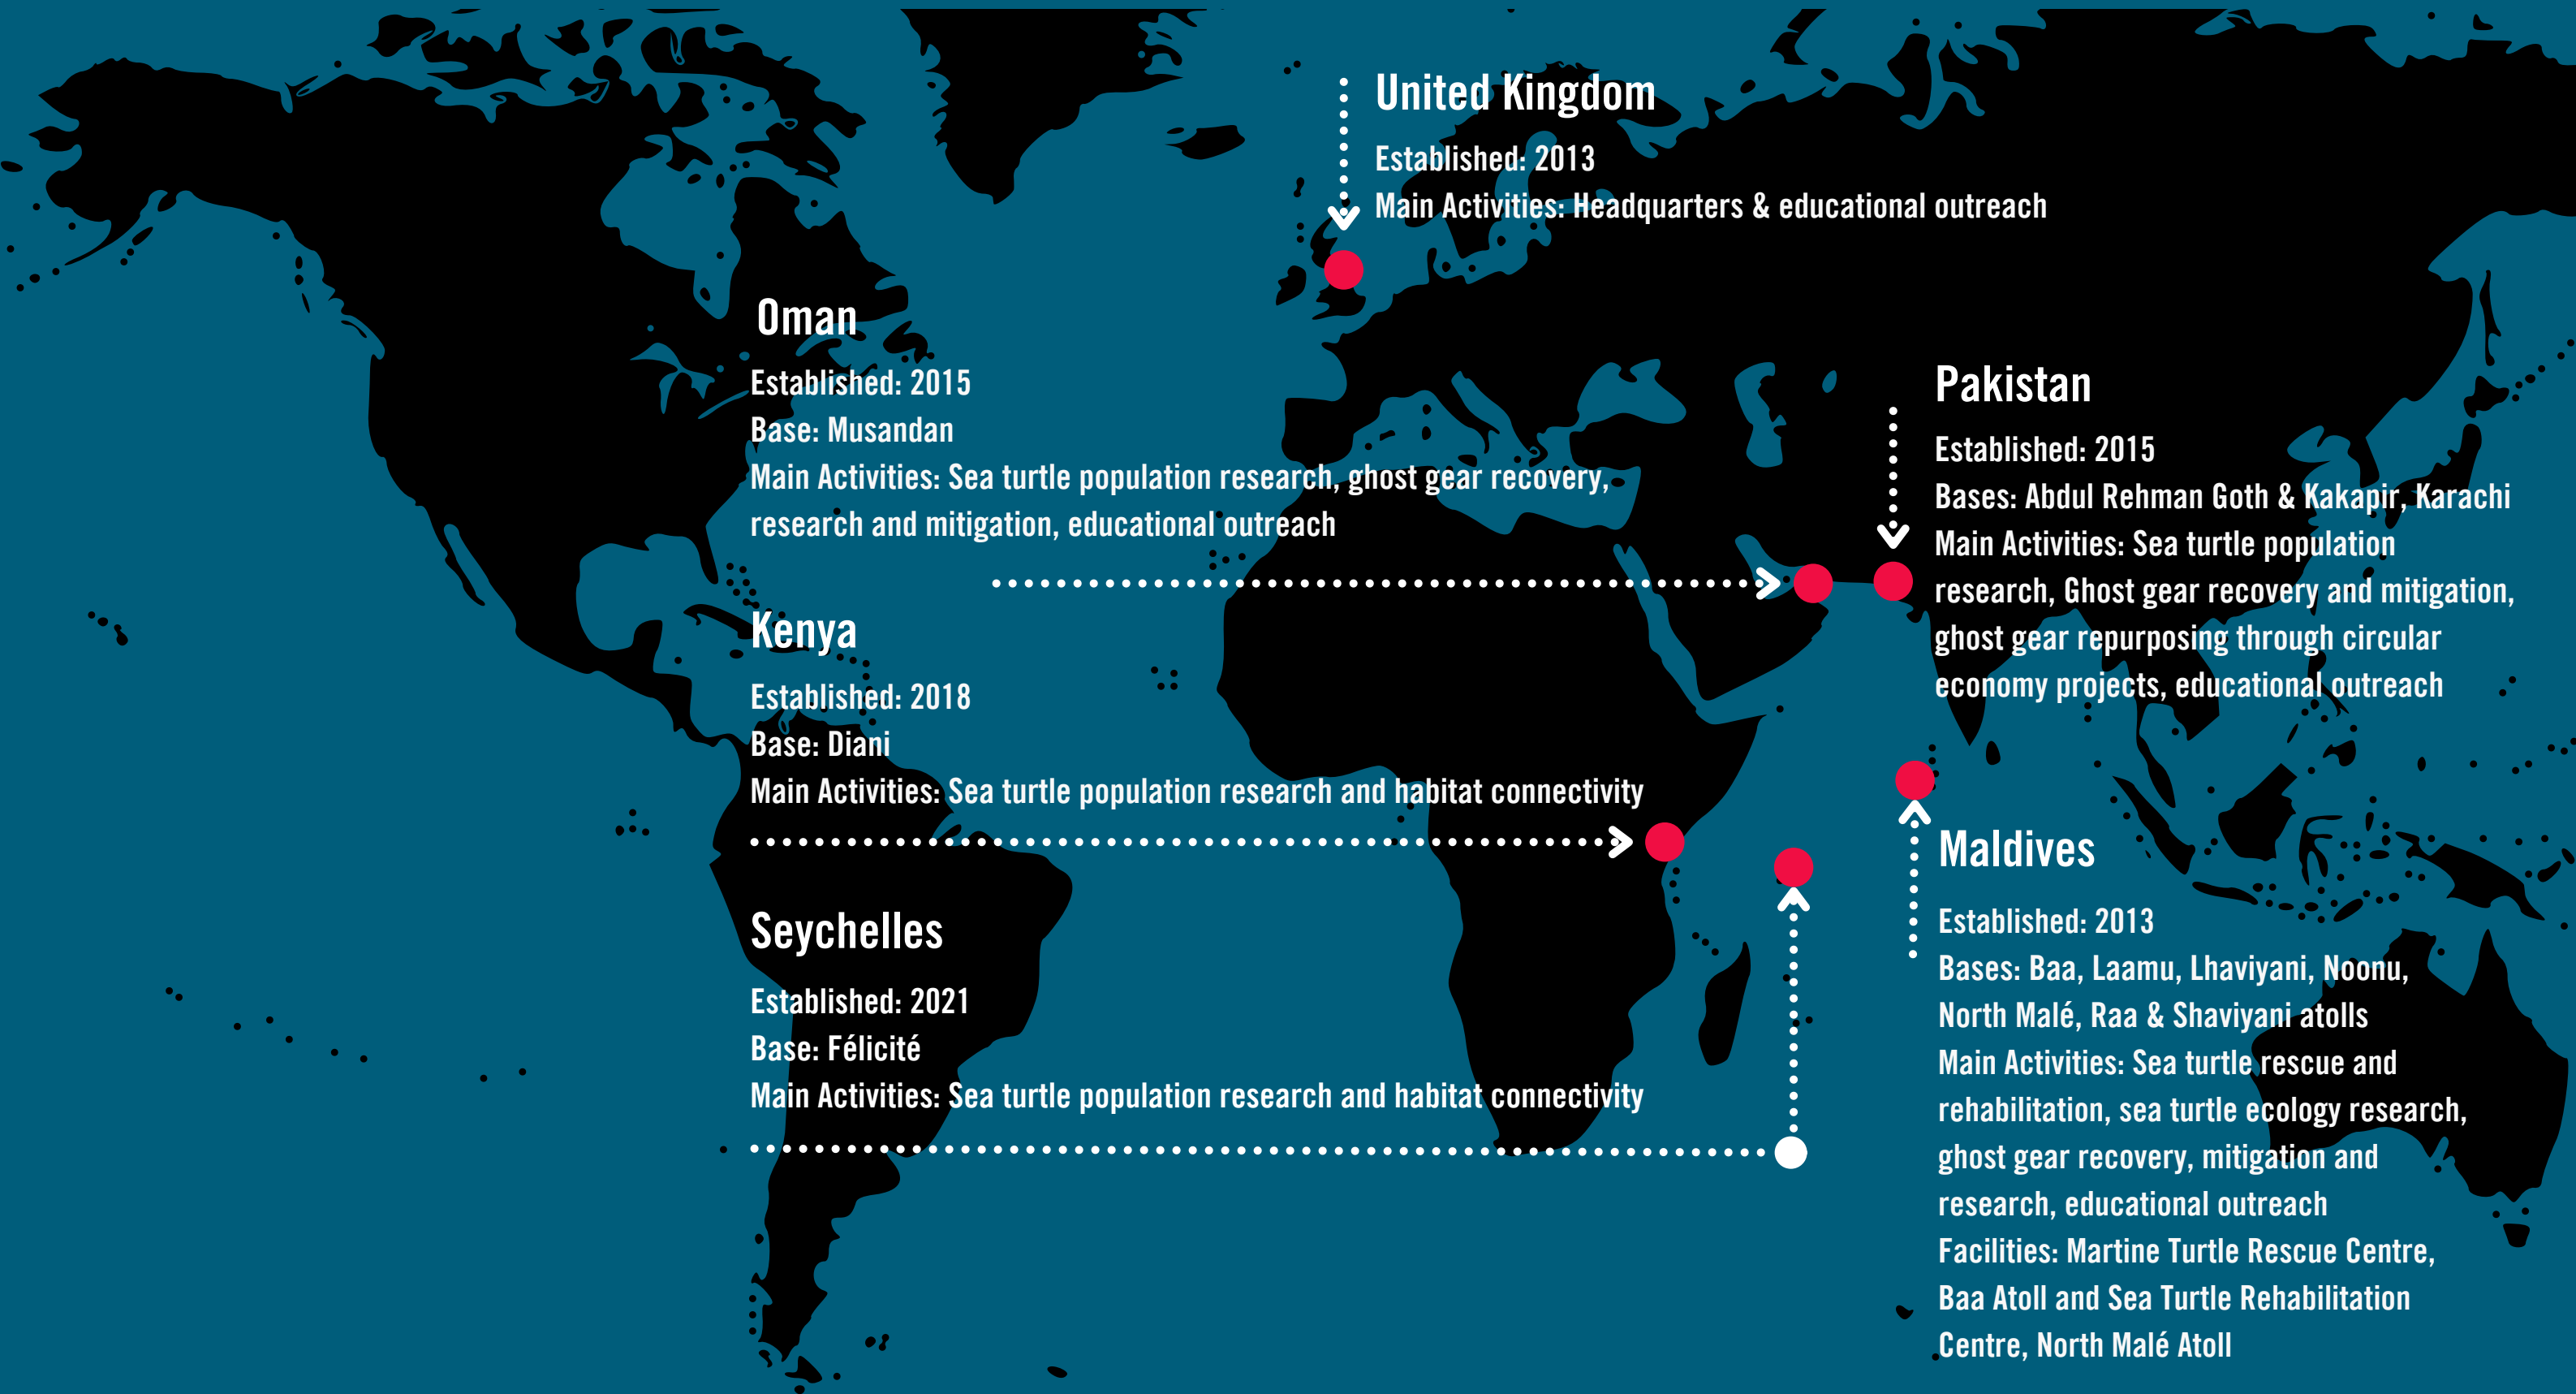 United Kingdom
Established: 2013
Main Activities: Headquarters & educational outreach
Oman
Established: 2015
Base: Musandan
Main Activities: Sea turtle population research, ghost gear recovery,
research and mitigation, educational outreach
Pakistan
Established: 2015
Bases: Abdul Rehman Goth & Kakapir, Karachi
Main Activities: Sea turtle population
research, Ghost gear recovery and mitigation,
ghost gear repurposing through circular
economy projects, educational outreach
Kenya
Established: 2018
Base: Diani
Main Activities: Sea turtle population research and habitat connectivity
Seychelles
Established: 2021
Base: Félicité
Main Activities: Sea turtle population research and habitat connectivity
Maldives
Established: 2013
Bases: Baa, Laamu, Lhaviyani, Noonu,
North Malé, Raa & Shaviyani atolls
Main Activities: Sea turtle rescue and
rehabilitation, sea turtle ecology research,
ghost gear recovery, mitigation and
research, educational outreach
Facilities: Martine Turtle Rescue Centre,
Baa Atoll and Sea Turtle Rehabilitation
Centre, North Malé Atoll